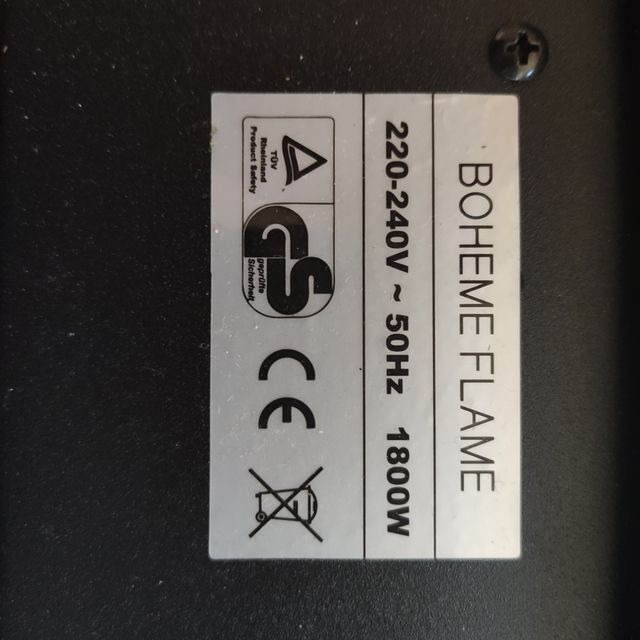 BOHEME FLAME
220-240V ~ 50Hz 1800W
TÜV
Rheinland
Product Safety
GS
geprüfte
Sicherheit
CE